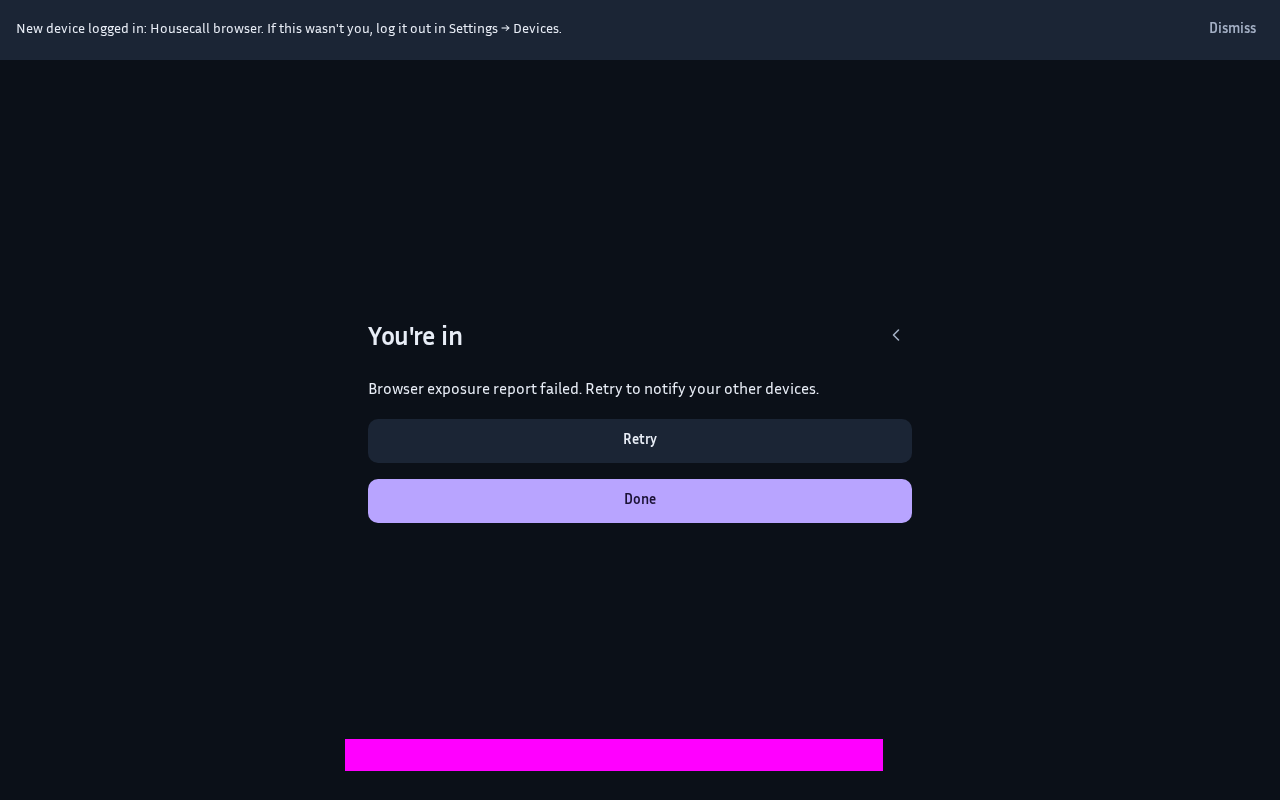 New device logged in: Housecall browser. If this wasn't you, log it out in Settings → Devices.
Dismiss
You're in
Browser exposure report failed. Retry to notify your other devices.
Retry
Done